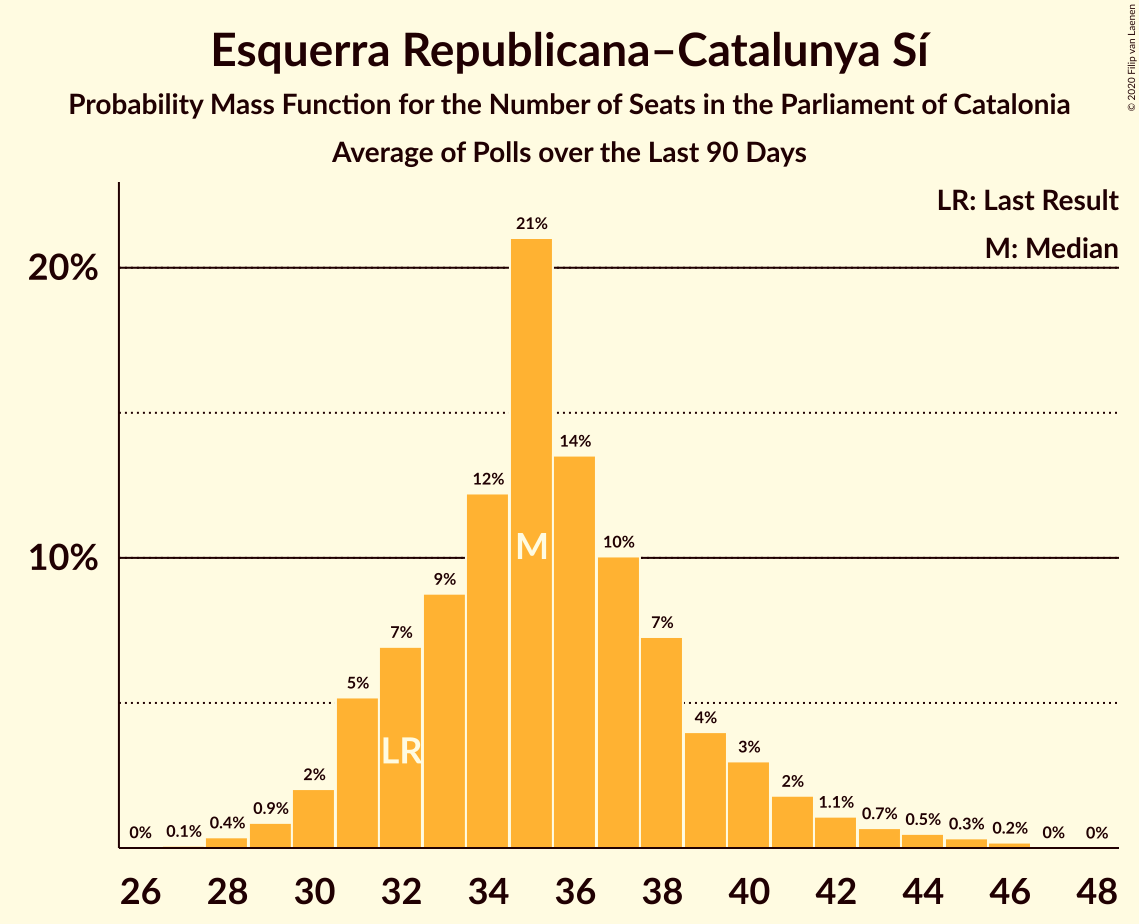 Esquerra Republicana–Catalunya Sí
Probability Mass Function for the Number of Seats in the Parliament of Catalonia
Average of Polls over the Last 90 Days
© 2020 Filip van Laenen
LR: Last Result
M: Median
20%
10%
0%
0.1%
0.4%
0.9%
2%
5%
7%
9%
12%
21%
14%
10%
7%
4%
3%
2%
1.1%
0.7%
0.5%
0.3%
0.2%
0%
0%
LR
M
26 28 30 32 34 36 38 40 42 44 46 48